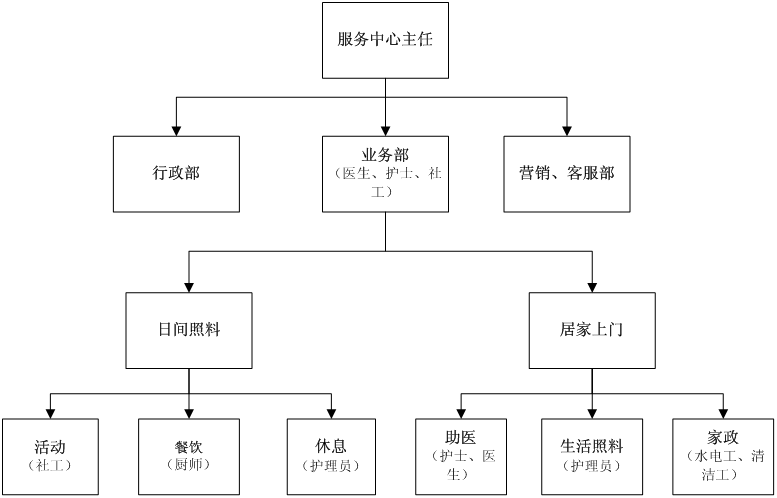 服务中心主任
行政部
业务部
（医生、护士、社
工）
营销、客服部
日间照料
居家上门
活动
（社工）
餐饮
（厨师）
休息
（护理员）
助医
（护士、医
生）
生活照料
（护理员）
家政
（水电工、清
洁工）